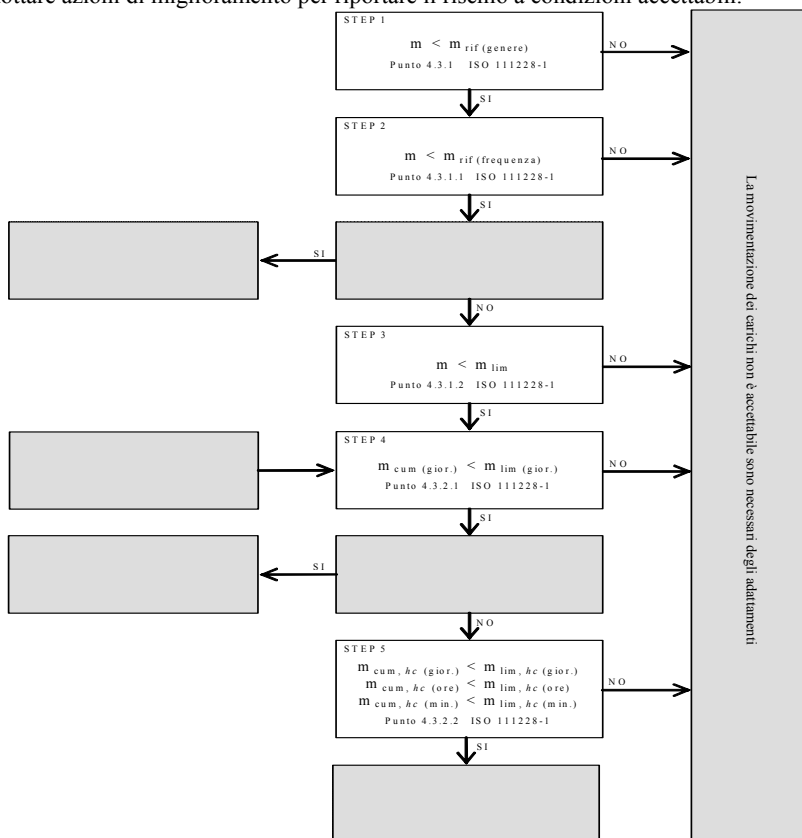 ottare azioni di miglioramento per riportare il rischio a condizioni accettabili.
STEP 1
m < m rif (genere)
Punto 4.3.1 ISO 111228-1
NO
SI
STEP 2
m < m rif (frequenza)
Punto 4.3.1.1 ISO 111228-1
NO
SI
SI
NO
STEP 3
m < m lim
Punto 4.3.1.2 ISO 111228-1
NO
SI
STEP 4
m cum (gior.) < m lim (gior.)
Punto 4.3.2.1 ISO 111228-1
NO
SI
SI
NO
STEP 5
m cum, hc (gior.) < m lim, hc (gior.)
m cum, hc (ore) < m lim, hc (ore)
m cum, hc (min.) < m lim, hc (min.)
Punto 4.3.2.2 ISO 111228-1
NO
SI
La movimentazione dei carichi non è accettabile sono necessari degli adattamenti